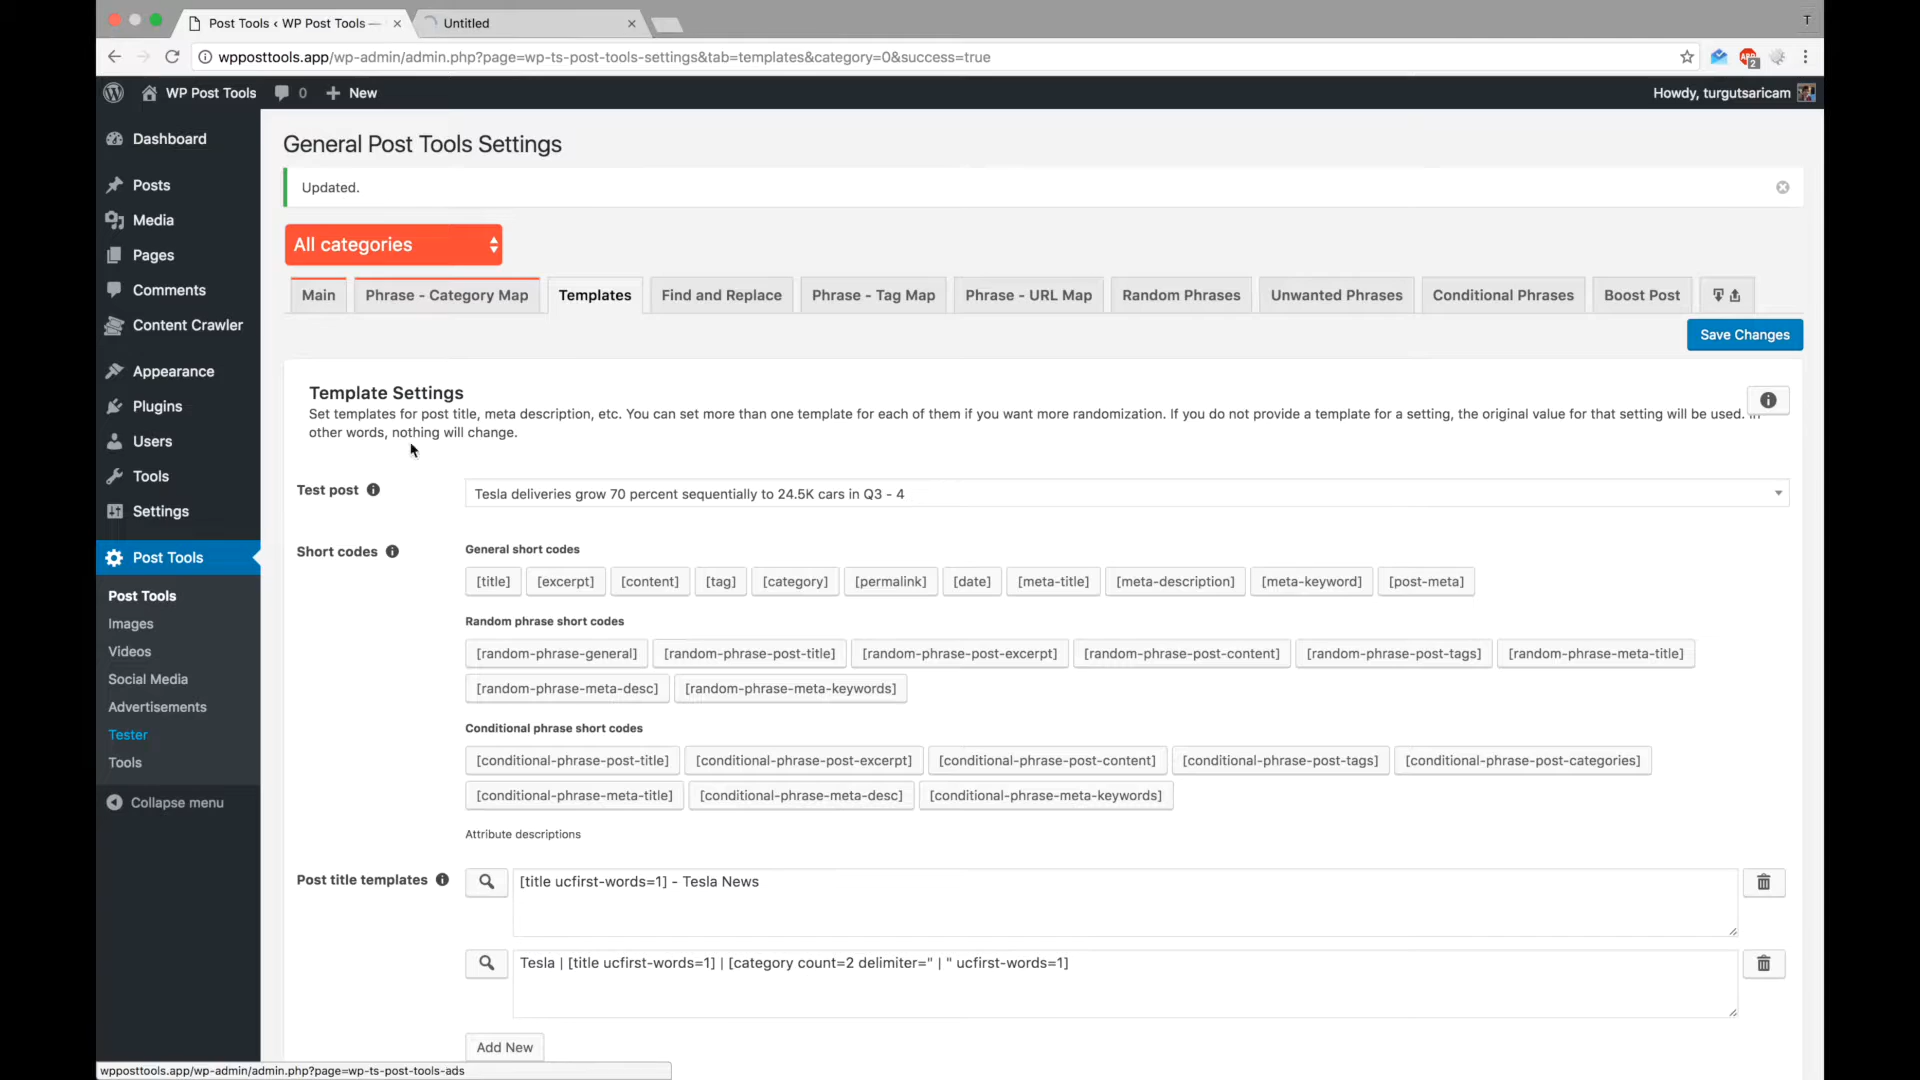 Post Tools ‹ WP Post Tools —
Untitled
T
wpposttools.app/wp-admin/admin.php?page=wp-ts-post-tools-settings&tab=templates&category=0&success=true
2
WP Post Tools
0
New
Howdy, turgutsaricam
Dashboard
Posts
Media
Pages
Comments
Content Crawler
Appearance
Plugins
Users
Tools
Settings
Post Tools
Post Tools
Images
Videos
Social Media
Advertisements
Tester
Tools
Collapse menu
General Post Tools Settings
Updated.
All categories
Main
Phrase - Category Map
Templates
Find and Replace
Phrase - Tag Map
Phrase - URL Map
Random Phrases
Unwanted Phrases
Conditional Phrases
Boost Post
Save Changes
Template Settings
Set templates for post title, meta description, etc. You can set more than one template for each of them if you want more randomization. If you do not provide a template for a setting, the original value for that setting will be used. In
other words, nothing will change.
Test post
Tesla deliveries grow 70 percent sequentially to 24.5K cars in Q3 - 4
Short codes
General short codes
[title] [excerpt] [content] [tag] [category] [permalink] [date] [meta-title] [meta-description] [meta-keyword] [post-meta]
Random phrase short codes
[random-phrase-general] [random-phrase-post-title] [random-phrase-post-excerpt] [random-phrase-post-content] [random-phrase-post-tags] [random-phrase-meta-title]
[random-phrase-meta-desc] [random-phrase-meta-keywords]
Conditional phrase short codes
[conditional-phrase-post-title] [conditional-phrase-post-excerpt] [conditional-phrase-post-content] [conditional-phrase-post-tags] [conditional-phrase-post-categories]
[conditional-phrase-meta-title] [conditional-phrase-meta-desc] [conditional-phrase-meta-keywords]
Attribute descriptions
Post title templates
[title ucfirst-words=1] - Tesla News
Tesla | [title ucfirst-words=1] | [category count=2 delimiter=" | " ucfirst-words=1]
Add New
wpposttools.app/wp-admin/admin.php?page=wp-ts-post-tools-ads